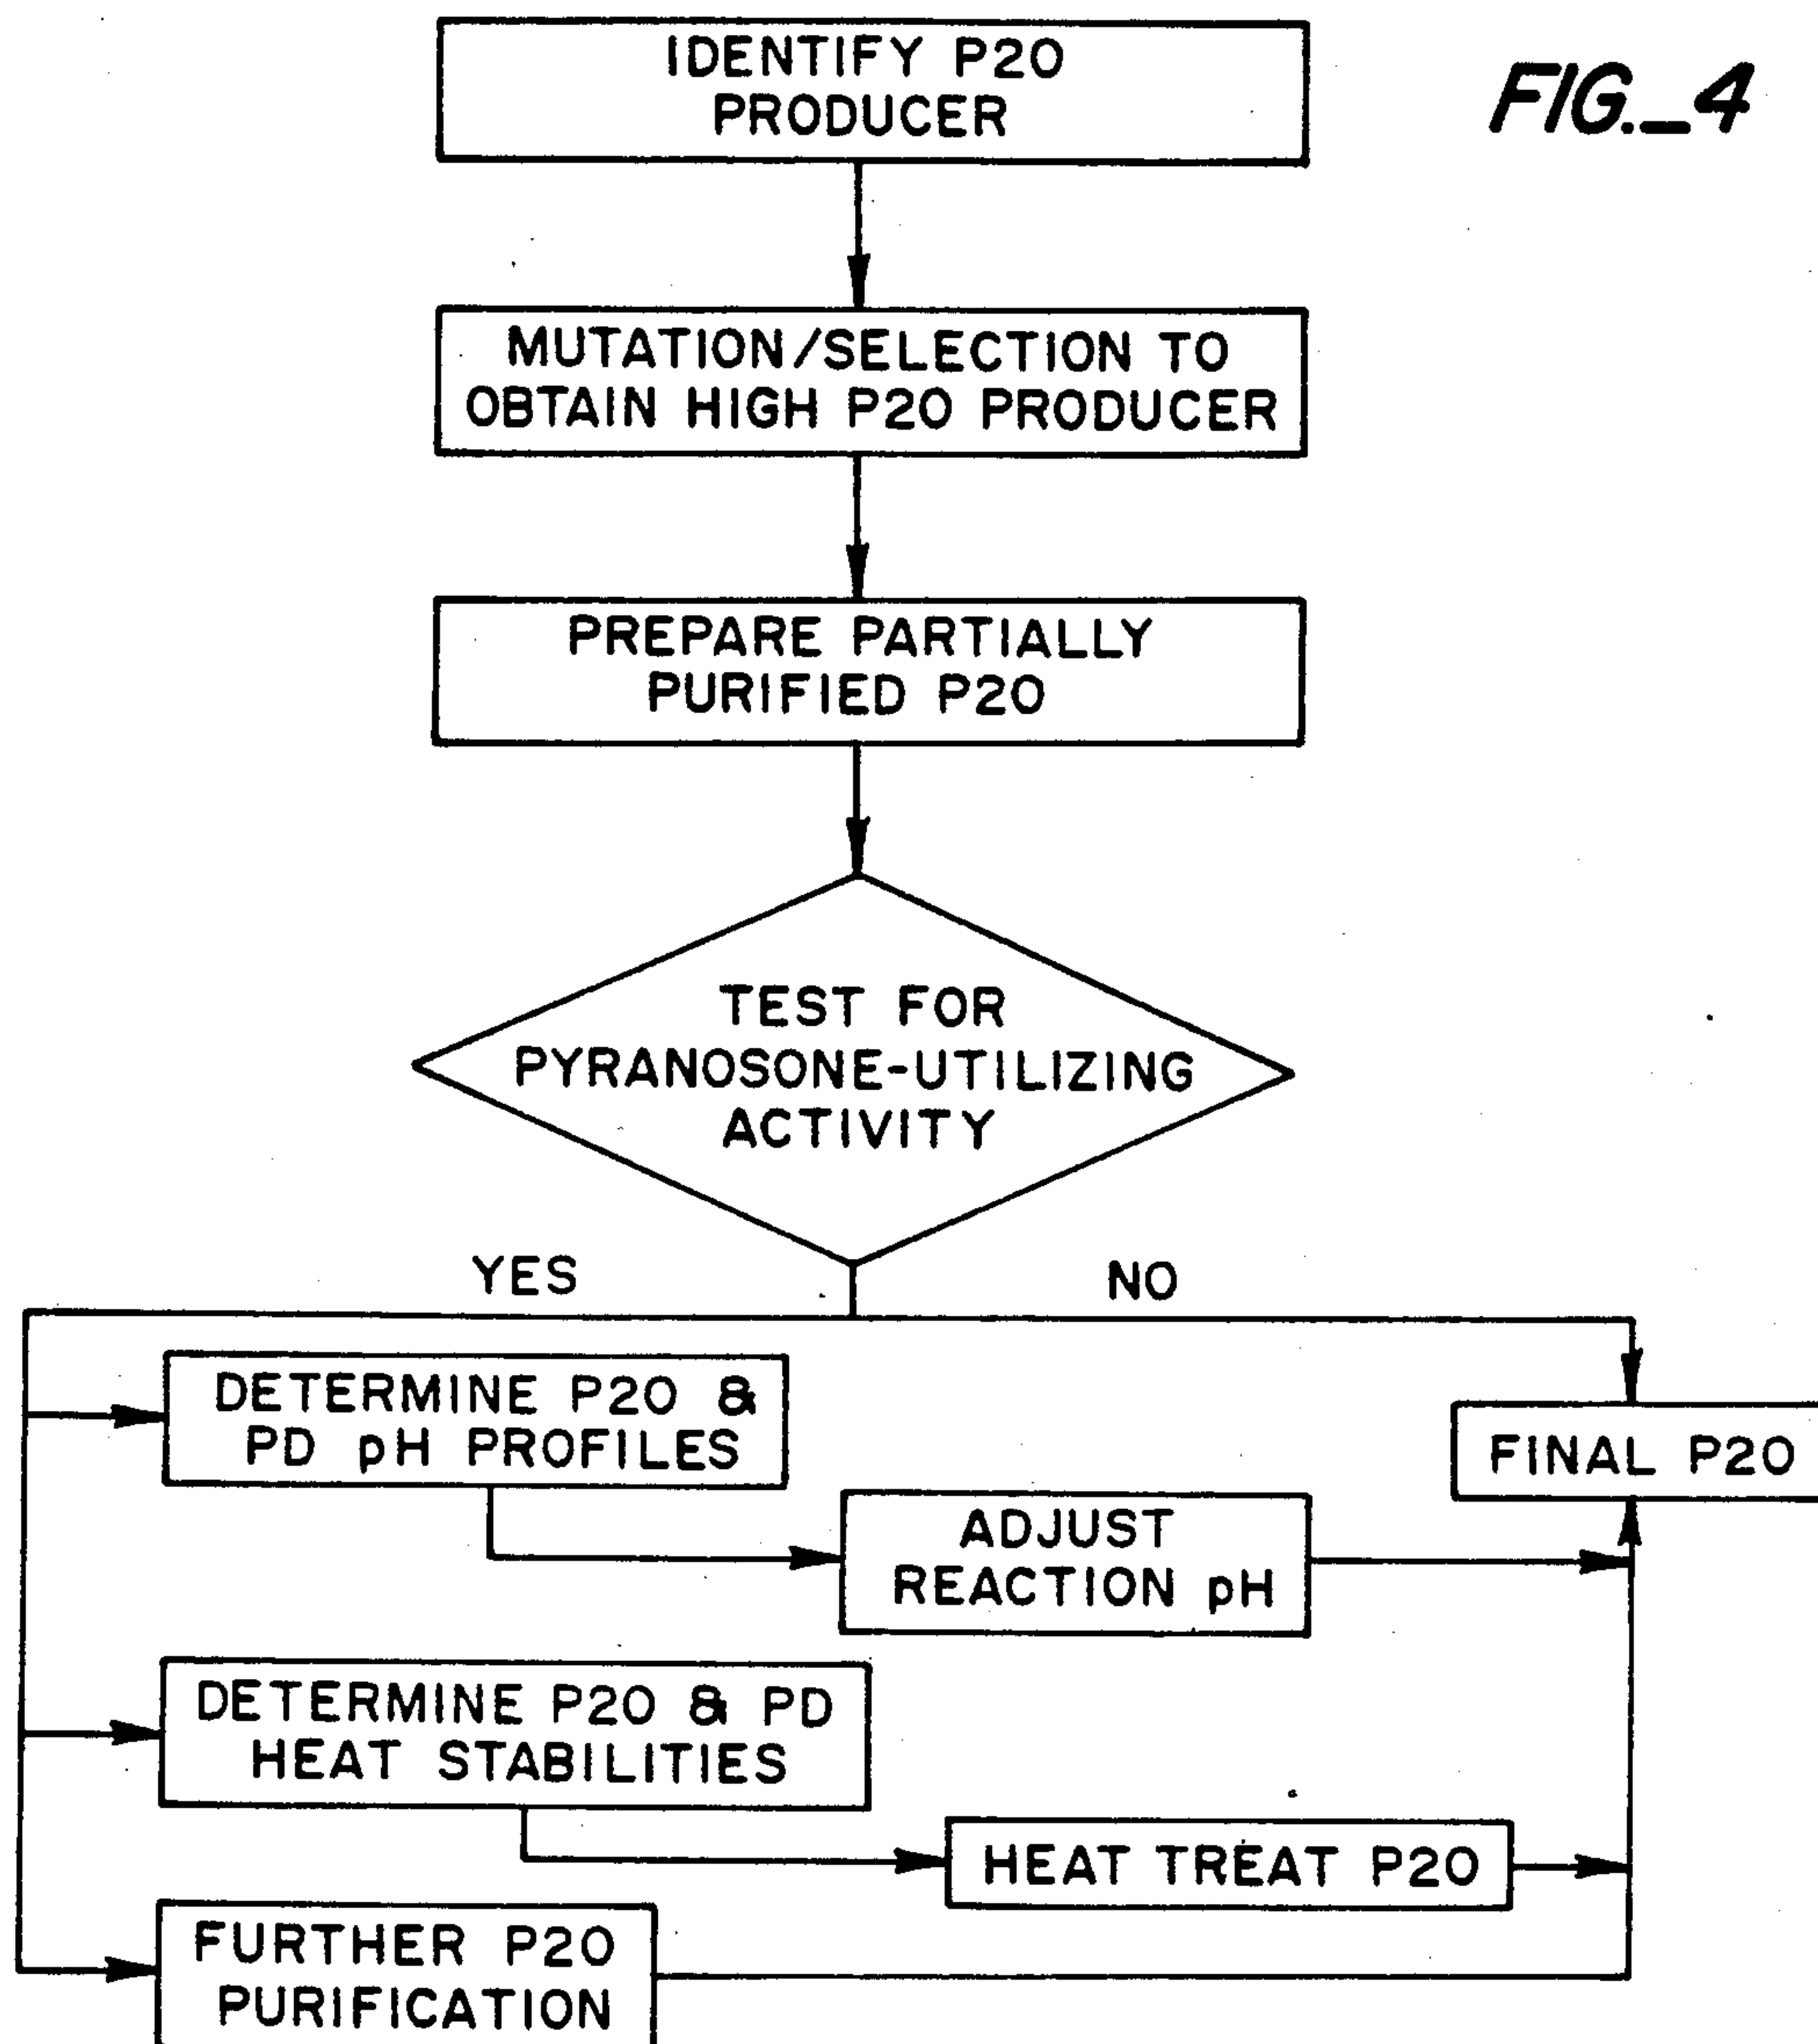 IDENTIFY P2O
PRODUCER
FIG._4
MUTATION/SELECTION TO
OBTAIN HIGH P2O PRODUCER
PREPARE PARTIALLY
PURIFIED P2O
TEST FOR
PYRANOSONE-UTILIZING
ACTIVITY
YES
NO
DETERMINE P2O &
PD pH PROFILES
FINAL P2O
ADJUST
REACTION pH
DETERMINE P2O & PD
HEAT STABILITIES
HEAT TREAT P2O
FURTHER P2O
PURIFICATION